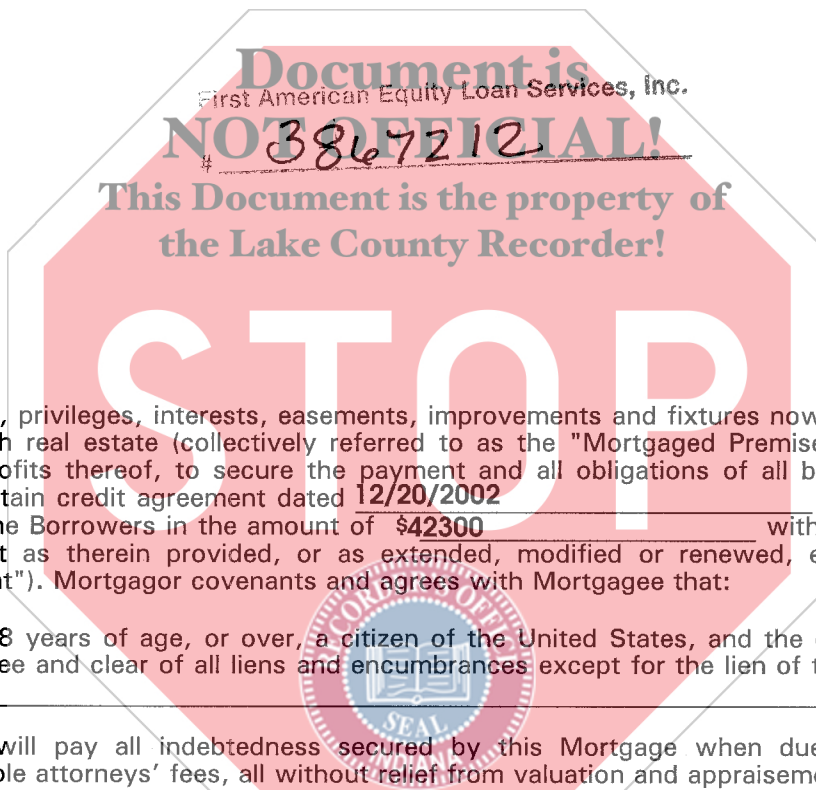 Document is
First American Equity Loan Services, Inc.
NOT OFFICIAL!
# 3867212
This Document is the property of
the Lake County Recorder!
STOP
, privileges, interests, easements, improvements and fixtures now
h real estate (collectively referred to as the "Mortgaged Premise
ofits thereof, to secure the payment and all obligations of all b
tain credit agreement dated 12/20/2002
ne Borrowers in the amount of $42300 with
t as therein provided, or as extended, modified or renewed, e
nt"). Mortgagor covenants and agrees with Mortgagee that:
8 years of age, or over, a citizen of the United States, and the
ee and clear of all liens and encumbrances except for the lien of t
will pay all indebtedness secured by this Mortgage when due
ble attorneys' fees, all without relief from valuation and appraiseme
RECORDER'S OFFICE
SEAL
INDIANA